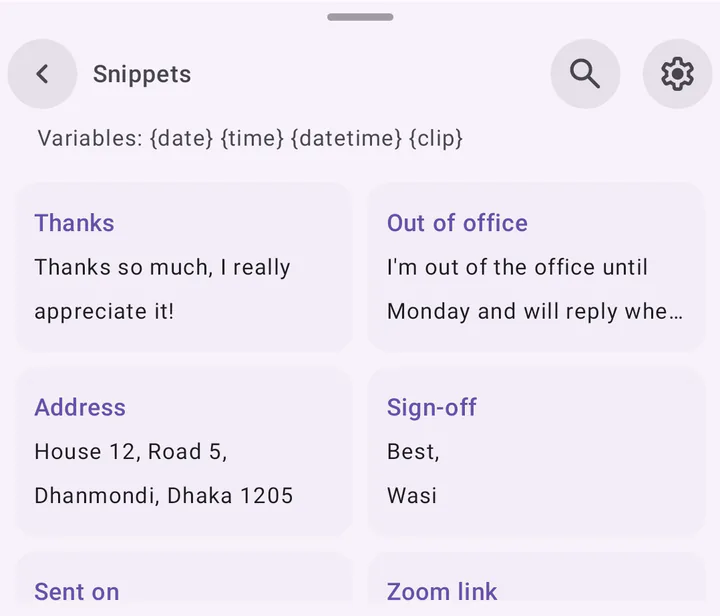 Snippets
Variables: {date} {time} {datetime} {clip}
Thanks
Thanks so much, I really
appreciate it!
Out of office
I'm out of the office until
Monday and will reply whe…
Address
House 12, Road 5,
Dhanmondi, Dhaka 1205
Sign-off
Best,
Wasi
Sent on
Zoom link